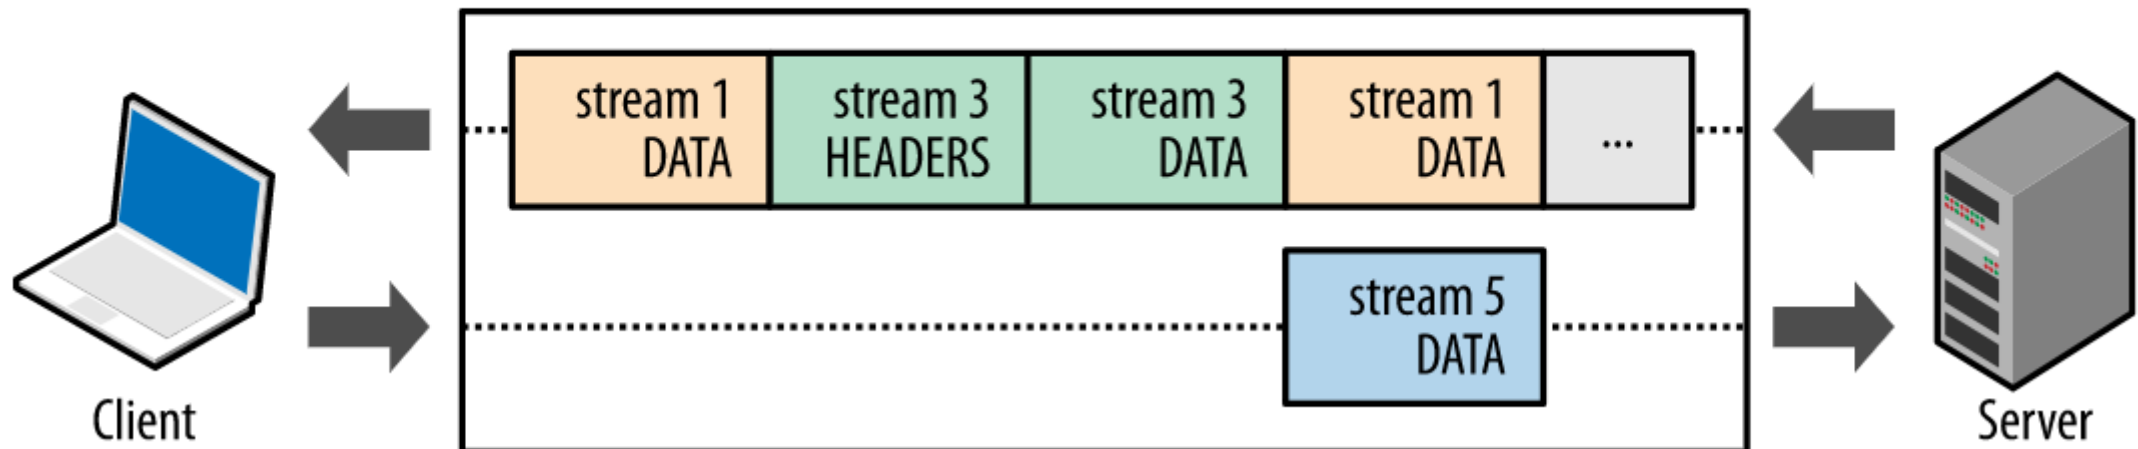 stream 1
DATA
stream 3
HEADERS
stream 3
DATA
stream 1
DATA
...
stream 5
DATA
Client
Server